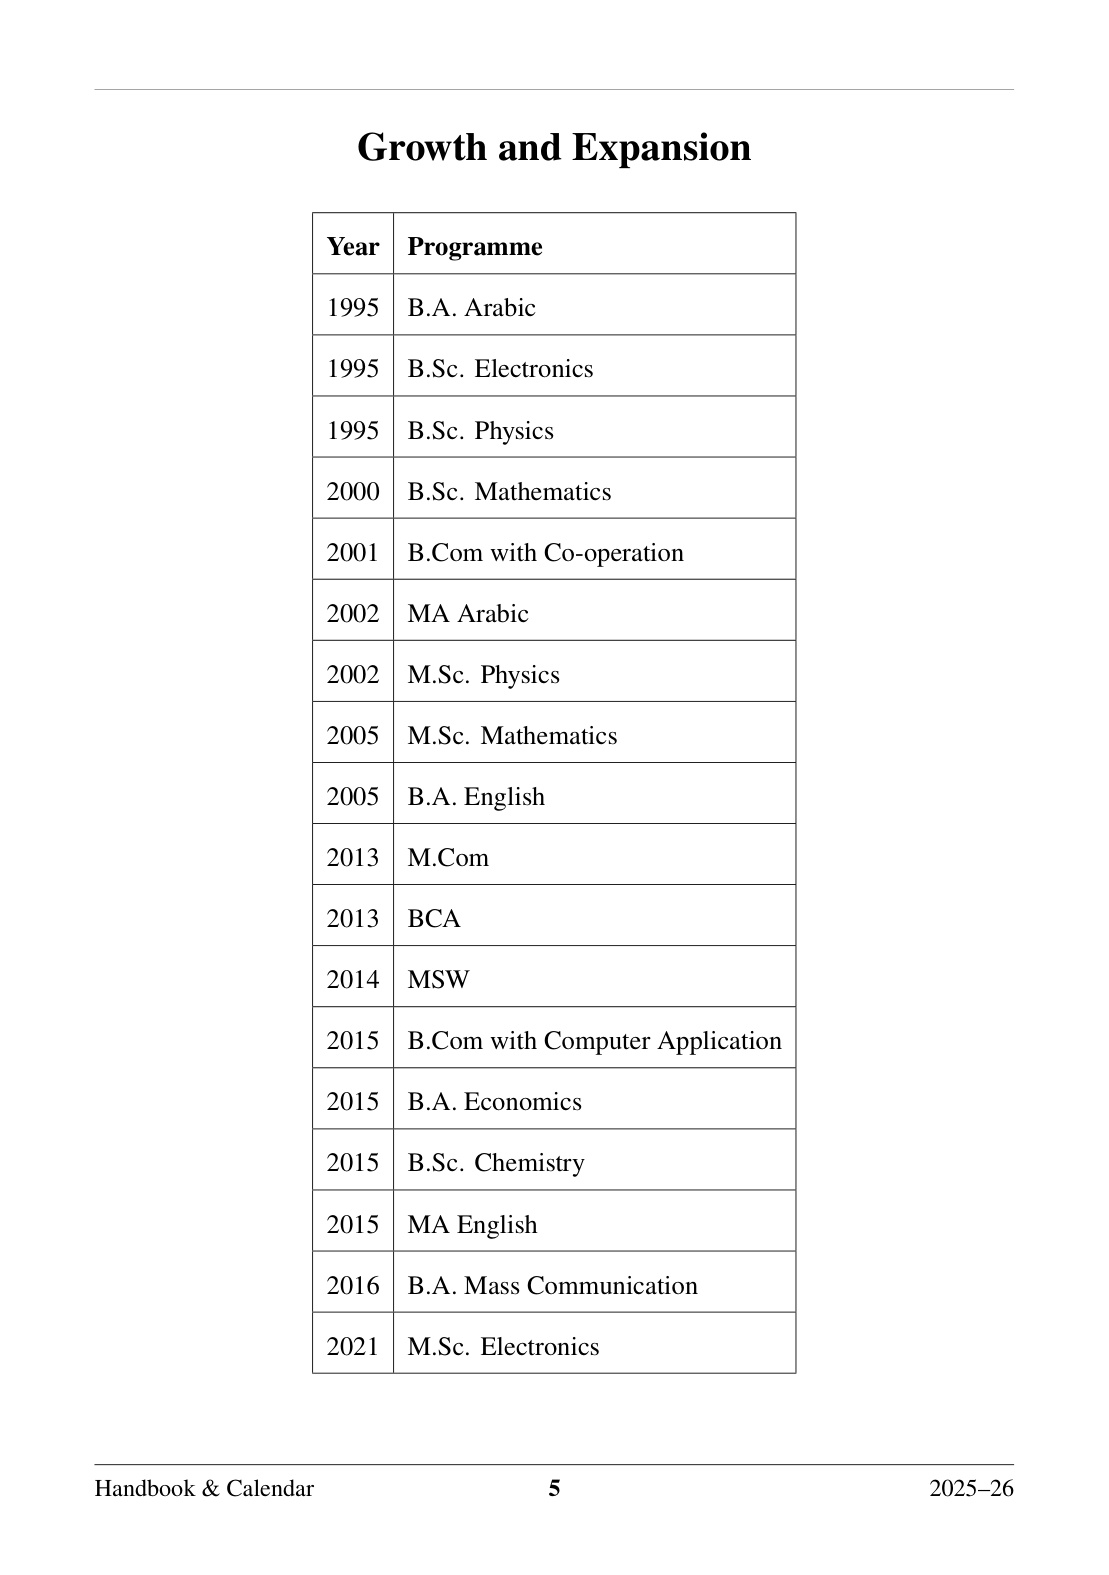 Growth and Expansion
Year Programme
1995 B.A. Arabic
1995 B.Sc. Electronics
1995 B.Sc. Physics
2000 B.Sc. Mathematics
2001 B.Com with Co-operation
2002 MA Arabic
2002 M.Sc. Physics
2005 M.Sc. Mathematics
2005 B.A. English
2013 M.Com
2013 BCA
2014 MSW
2015 B.Com with Computer Application
2015 B.A. Economics
2015 B.Sc. Chemistry
2015 MA English
2016 B.A. Mass Communication
2021 M.Sc. Electronics
Handbook & Calendar 5 2025–26